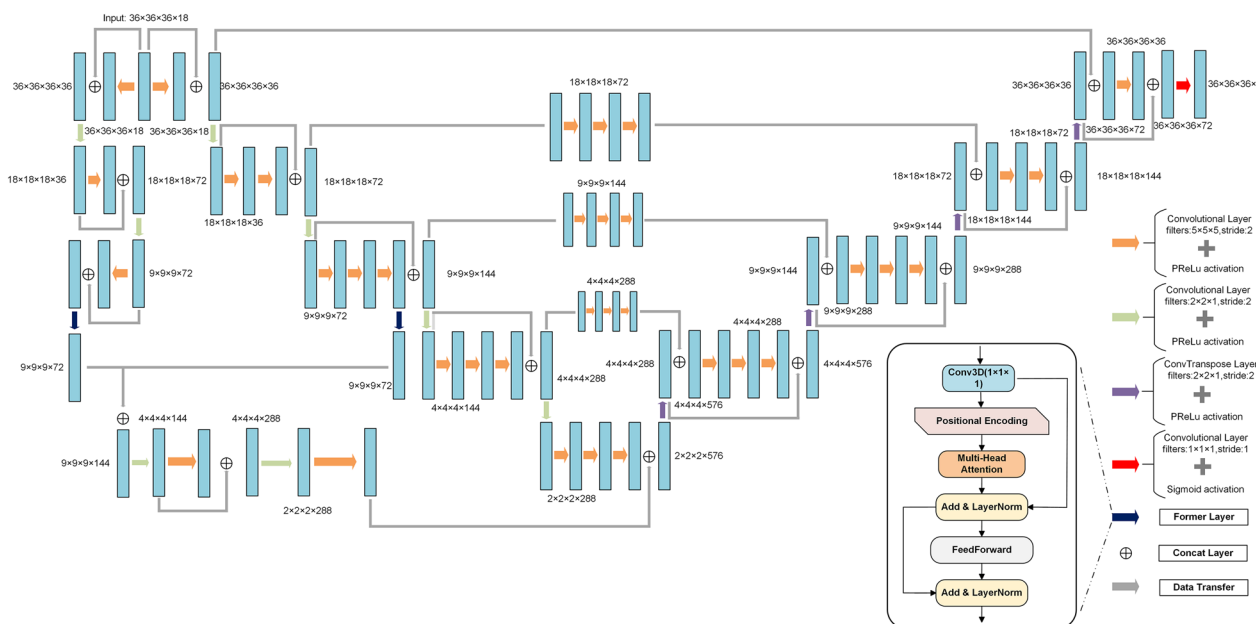 Input: 36×36×36×18
36×36×36×36
36×36×36×36
36×36×36×18
36×36×36×18
18×18×18×36
18×18×18×72
18×18×18×36
18×18×18×72
9×9×9×72
9×9×9×72
9×9×9×144
9×9×9×72
9×9×9×72
4×4×4×144
4×4×4×288
9×9×9×144
2×2×2×288
4×4×4×144
4×4×4×288
2×2×2×288
2×2×2×576
18×18×18×72
9×9×9×144
4×4×4×288
4×4×4×288
4×4×4×288
4×4×4×576
4×4×4×576
9×9×9×144
9×9×9×144
9×9×9×288
9×9×9×288
18×18×18×72
18×18×18×72
18×18×18×144
18×18×18×144
36×36×36×36
36×36×36×36
36×36×36×72
36×36×36×72
36×36×36×
Conv3D(1×1×
1)
Positional Encoding
Multi-Head
Attention
Add & LayerNorm
FeedForward
Add & LayerNorm
Convolutional Layer
filters:5×5×5,stride:2
PReLu activation
Convolutional Layer
filters:2×2×1,stride:2
PReLu activation
ConvTranspose Layer
filters:2×2×1,stride:2
PReLu activation
Convolutional Layer
filters:1×1×1,stride:1
Sigmoid activation
Former Layer
Concat Layer
Data Transfer